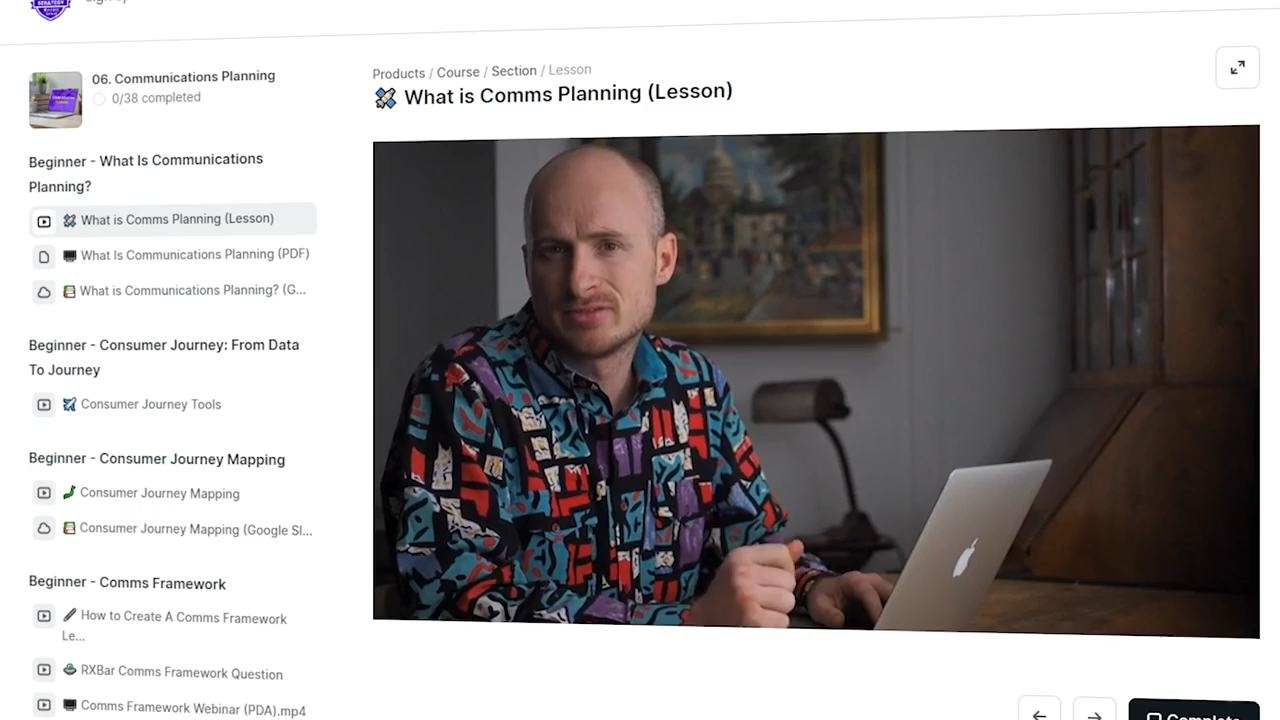 STRATEGY
06. Communications Planning
0/38 completed
Beginner - What Is Communications
Planning?
What is Comms Planning (Lesson)
What Is Communications Planning (PDF)
What is Communications Planning? (G...
Beginner - Consumer Journey: From Data
To Journey
Consumer Journey Tools
Beginner - Consumer Journey Mapping
Consumer Journey Mapping
Consumer Journey Mapping (Google Sl...
Beginner - Comms Framework
How to Create A Comms Framework
Le...
RXBar Comms Framework Question
Comms Framework Webinar (PDA).mp4
Products / Course / Section / Lesson
What is Comms Planning (Lesson)
Complete